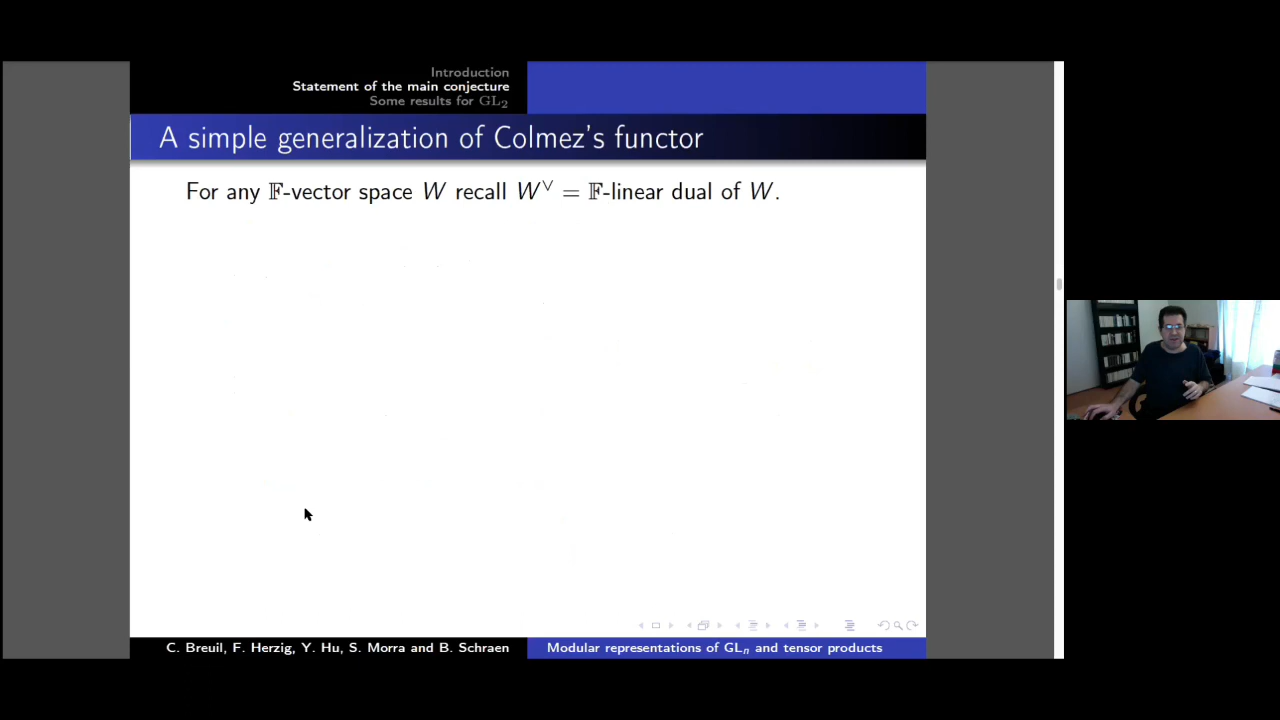 Introduction
Statement of the main conjecture
Some results for GL₂
A simple generalization of Colmez's functor
For any 𝔽-vector space W recall W^∨ = 𝔽-linear dual of W.
C. Breuil, F. Herzig, Y. Hu, S. Morra and B. Schraen
Modular representations of GLₙ and tensor products